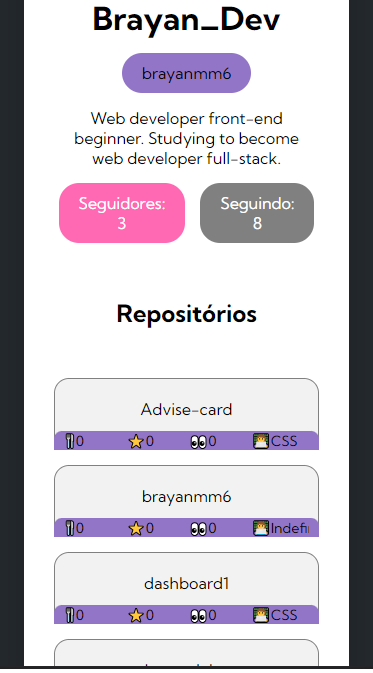 Brayan_Dev
brayanmm6
Web developer front-end
beginner. Studying to become
web developer full-stack.
Seguidores:
3
Seguindo:
8
Repositórios
Advise-card
0 0 0 CSS
brayanmm6
0 0 0 Indefi
dashboard1
0 0 0 CSS